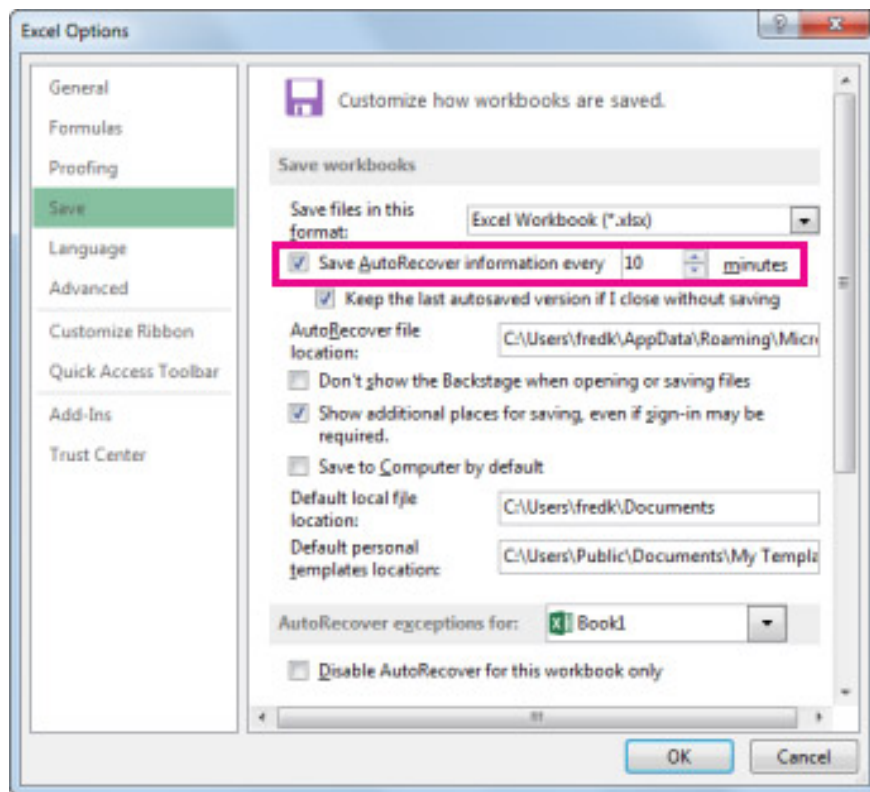 Excel Options
General
Formulas
Proofing
Save
Language
Advanced
Customize Ribbon
Quick Access Toolbar
Add-Ins
Trust Center
Customize how workbooks are saved.
Save workbooks
Save files in this
format:
Excel Workbook (*.xlsx)
Save AutoRecover information every 10 minutes
Keep the last autosaved version if I close without saving
AutoRecover file
location:
C:\Users\fredk\AppData\Roaming\Micr
Don't show the Backstage when opening or saving files
Show additional places for saving, even if sign-in may be
required.
Save to Computer by default
Default local file
location:
C:\Users\fredk\Documents
Default personal
templates location:
C:\Users\Public\Documents\My Templa
AutoRecover exceptions for: Book1
Disable AutoRecover for this workbook only
OK Cancel